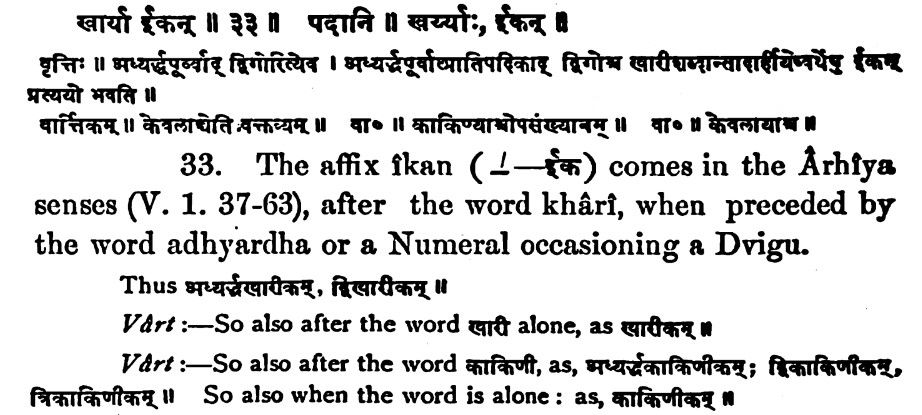 खार्या ईकन् ॥ ३३ ॥ पदानि ॥ खर्य्याः, ईकन् ॥
वृत्तिः ॥ अध्यर्द्धपूर्व्वाद् द्विगोरित्येव । अध्यर्द्धपूर्वात्प्रातिपदिकाद् द्विगोश्च खारीशब्दान्तादार्हीयेष्वर्थेषु ईकन्
प्रत्ययो भवति ॥
वार्त्तिकम् ॥ केवलाच्चेति वक्तव्यम् ॥ वा० ॥ काकिण्याश्चोपसंख्यानम् ॥ वा० ॥ केवलायाश्च ॥
33. The affix îkan (⊥—ईक) comes in the Ârhîya
senses (V. 1. 37-63), after the word khârî, when preceded by
the word adhyardha or a Numeral occasioning a Dvigu.
Thus अध्यर्द्धखारीकम्, द्विखारीकम् ॥
Vârt :—So also after the word खारी alone, as खारीकम् ॥
Vârt :—So also after the word काकिणी, as, अध्यर्द्धकाकिणीकम्; द्विकाकिणीकम्,
त्रिकाकिणीकम् ॥ So also when the word is alone : as, काकिणीकम् ॥